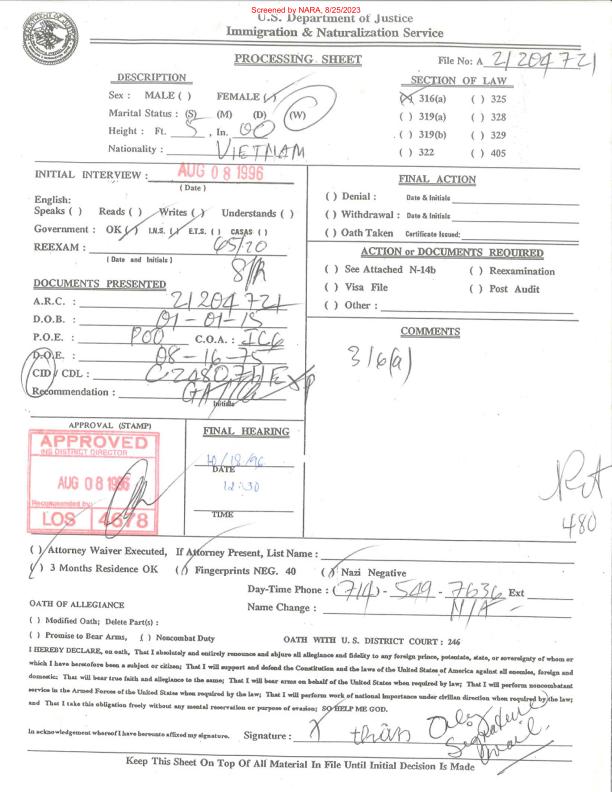 Screened by NARA, 8/25/2023
U.S. Department of Justice
Immigration & Naturalization Service
PROCESSING SHEET
File No: A 21 204 721
DESCRIPTION
Sex : MALE ( ) FEMALE (✓)
Marital Status : (S) (M) (D) (W)
Height : Ft. 5, In. 00
Nationality : VIETNAM
SECTION OF LAW
(X) 316(a) ( ) 325
( ) 319(a) ( ) 328
( ) 319(b) ( ) 329
( ) 322 ( ) 405
INITIAL INTERVIEW : AUG 08 1996
( Date )
English:
Speaks ( ) Reads ( ) Writes (✓) Understands ( )
Government : OK (✓) I.N.S. (✓) E.T.S. ( ) CASAS ( )
REEXAM : 65/20
( Date and Initials )
FINAL ACTION
( ) Denial : Date & Initials
( ) Withdrawal : Date & Initials
( ) Oath Taken Certificate Issued:
ACTION or DOCUMENTS REQUIRED
( ) See Attached N-14b ( ) Reexamination
( ) Visa File ( ) Post Audit
( ) Other :
DOCUMENTS PRESENTED
A.R.C. : 21204721
D.O.B. : 01-01-15
P.O.E. : POO C.O.A. : IC6
D.O.E. : 08-16-75
CID / CDL :
Recommendation :
Initials
COMMENTS
316(a)
APPROVAL (STAMP)
APPROVED
INS DISTRICT DIRECTOR
AUG 08 1996
Recommended by:
LOS 4678
FINAL HEARING
10/18/96
DATE
12:30
TIME
480
( ) Attorney Waiver Executed, If Attorney Present, List Name :
(✓) 3 Months Residence OK (✓) Fingerprints NEG. 40 (✓) Nazi Negative
Day-Time Phone : (714) - 549 - 7636 Ext
Name Change : N/A -
OATH OF ALLEGIANCE
( ) Modified Oath; Delete Part(s) :
( ) Promise to Bear Arms, ( ) Noncombat Duty OATH WITH U.S. DISTRICT COURT : 246
I HEREBY DECLARE, on oath, That I absolutely and entirely renounce and abjure all allegiance and fidelity to any foreign prince, potentate, state, or sovereignty of whom or
which I have heretofore been a subject or citizen; That I will support and defend the Constitution and the laws of the United States of America against all enemies, foreign and
domestic; That will bear true faith and allegiance to the same; That I will bear arms on behalf of the United States when required by law; That I will perform noncombatant
service in the Armed Forces of the United States when required by the law; That I will perform work of national importance under civilian direction when required by the law;
and That I take this obligation freely without any mental reservation or purpose of evasion; SO HELP ME GOD.
In acknowledgement whereof I have hereunto affixed my signature. Signature : X thân Only
Signature
Keep This Sheet On Top Of All Material In File Until Initial Decision Is Made